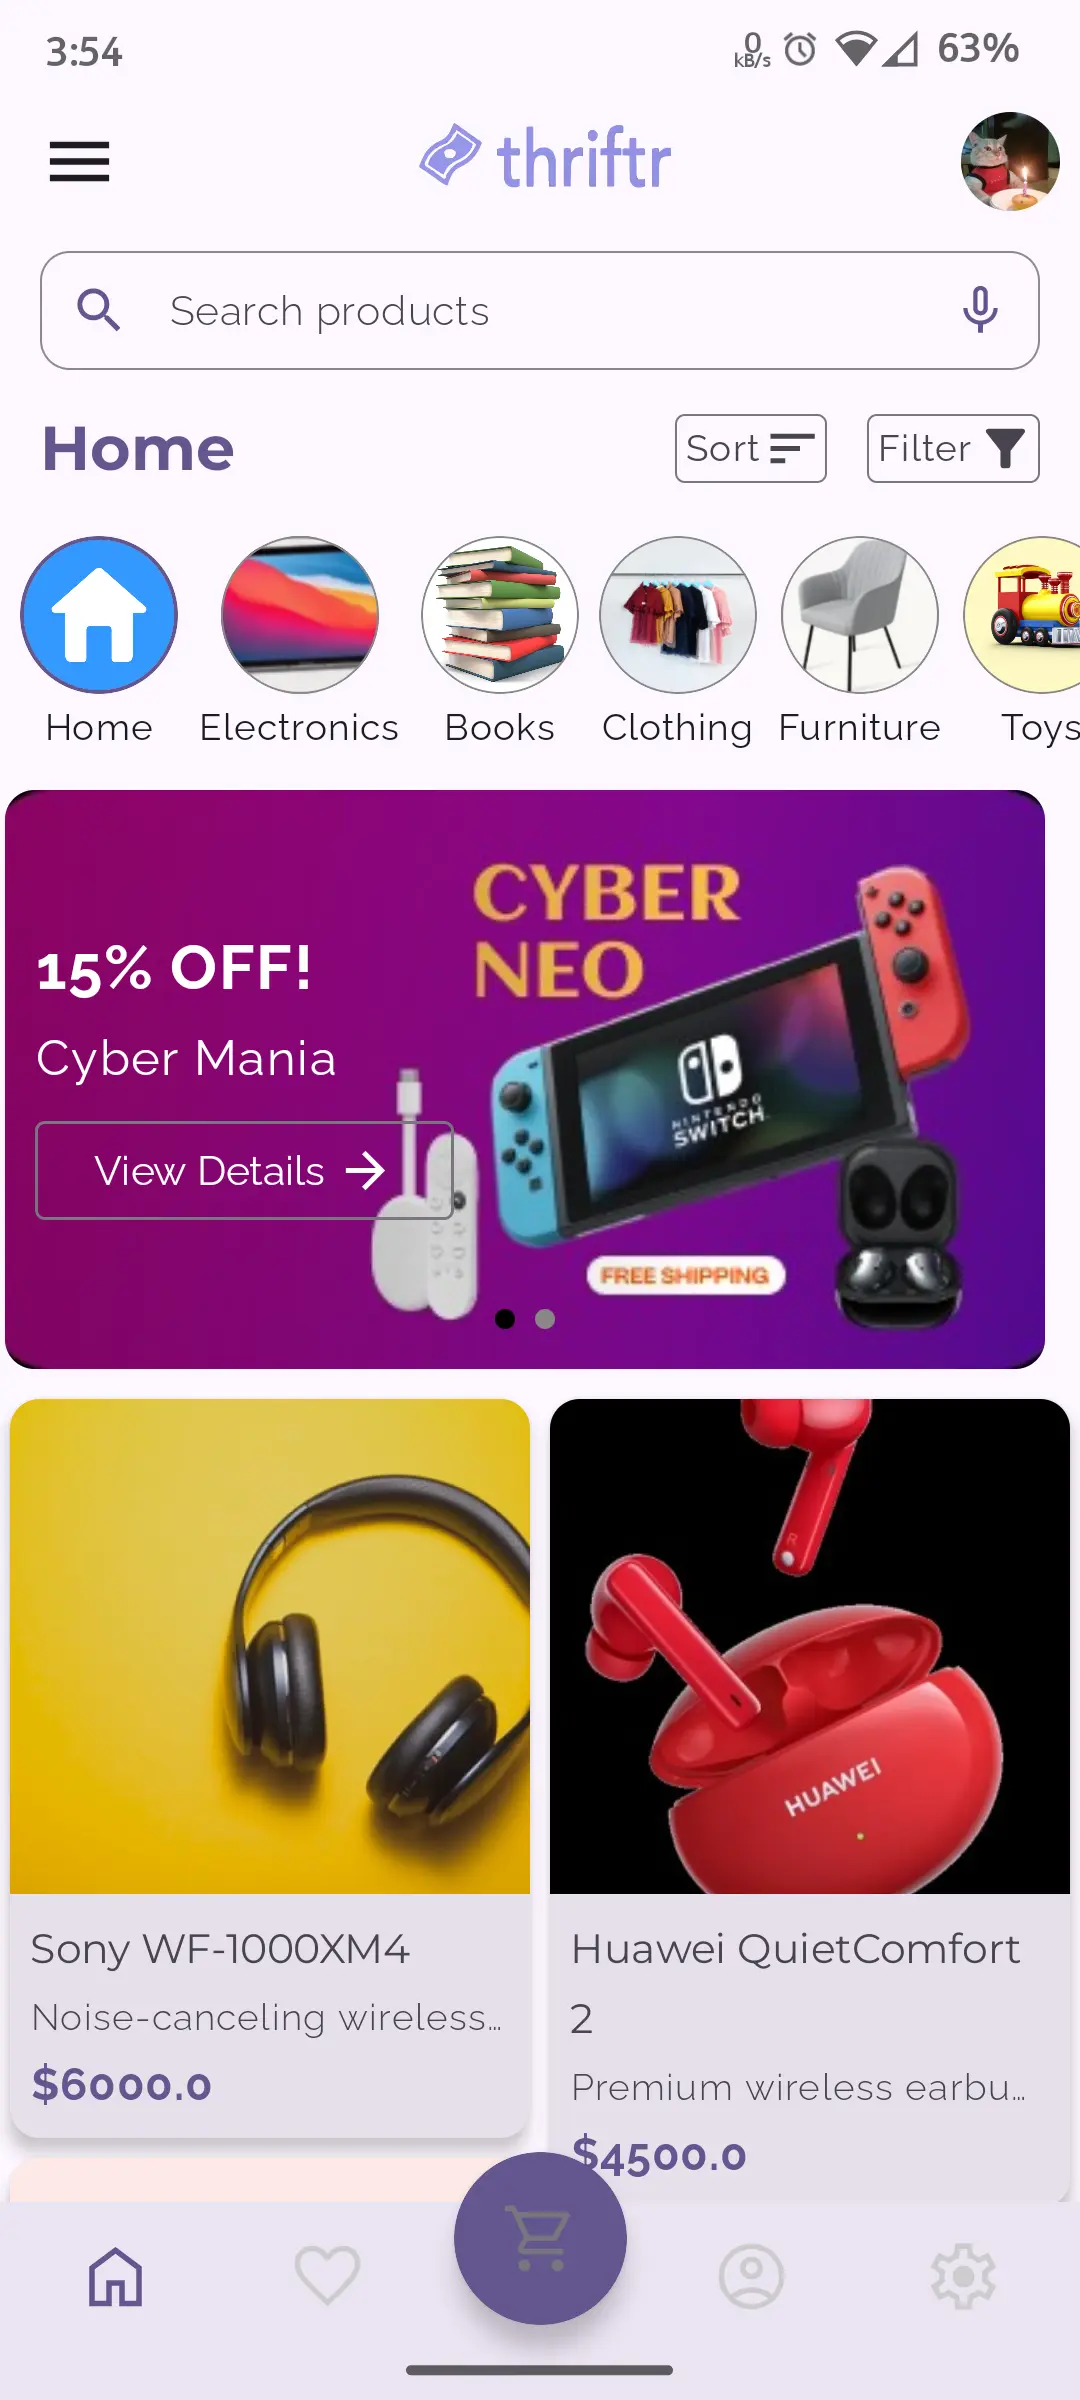 3:54
0
kB/s
63%
thriftr
Search products
Home
Sort
Filter
Home
Electronics
Books
Clothing
Furniture
Toys
CYBER
NEO
15% OFF!
Cyber Mania
NINTENDO
SWITCH
View Details
FREE SHIPPING
R
HUAWEI
Sony WF-1000XM4
Noise-canceling wireless...
$6000.0
Huawei QuietComfort
2
Premium wireless earbu...
$4500.0